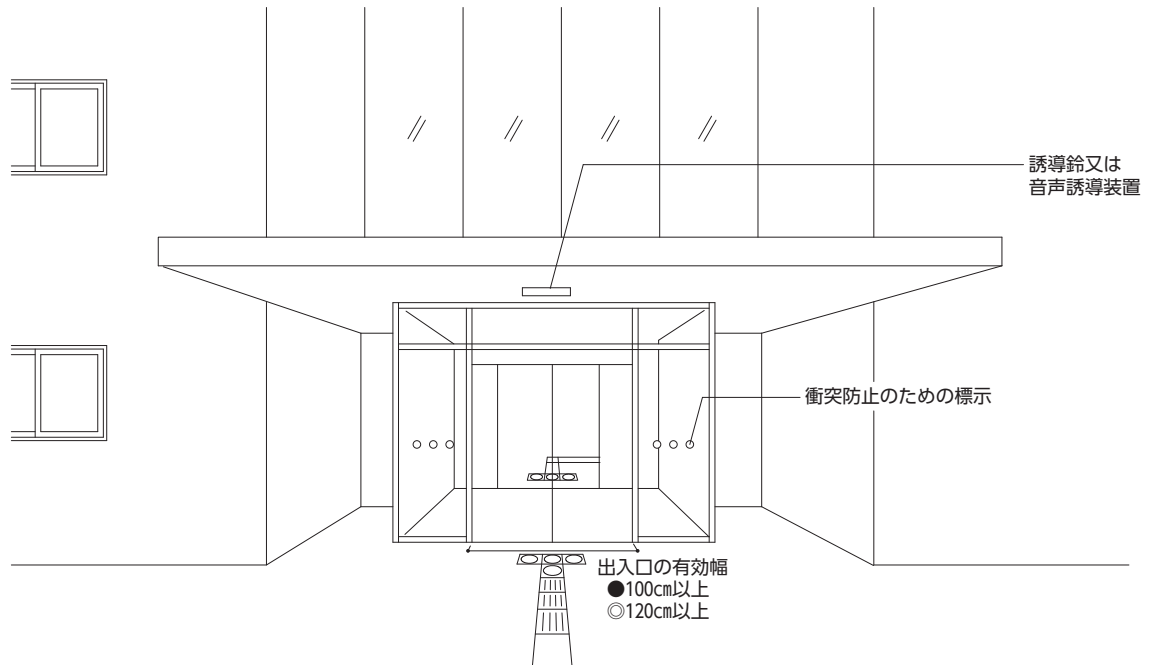 誘導鈴又は
音声誘導装置
衝突防止のための標示
出入口の有効幅
●100㎝以上
◎120㎝以上